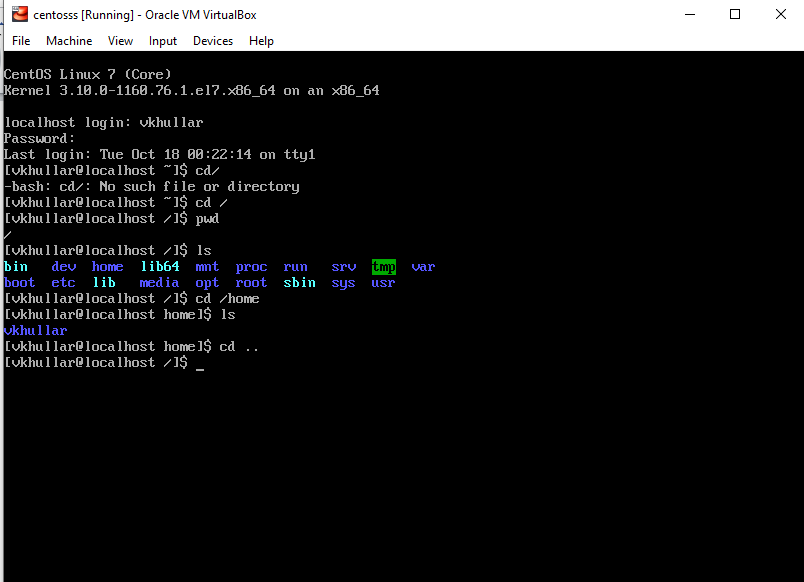 centosss [Running] - Oracle VM VirtualBox
File Machine View Input Devices Help
CentOS Linux 7 (Core)
Kernel 3.10.0-1160.76.1.el7.x86_64 on an x86_64
localhost login: vkhullar
Password:
Last login: Tue Oct 18 00:22:14 on tty1
[vkhullar@localhost ~]$ cd/
-bash: cd/: No such file or directory
[vkhullar@localhost ~]$ cd /
[vkhullar@localhost /]$ pwd
/
[vkhullar@localhost /]$ ls
bin dev home lib64 mnt proc run srv tmp var
boot etc lib media opt root sbin sys usr
[vkhullar@localhost /]$ cd /home
[vkhullar@localhost home]$ ls
vkhullar
[vkhullar@localhost home]$ cd ..
[vkhullar@localhost /]$ _